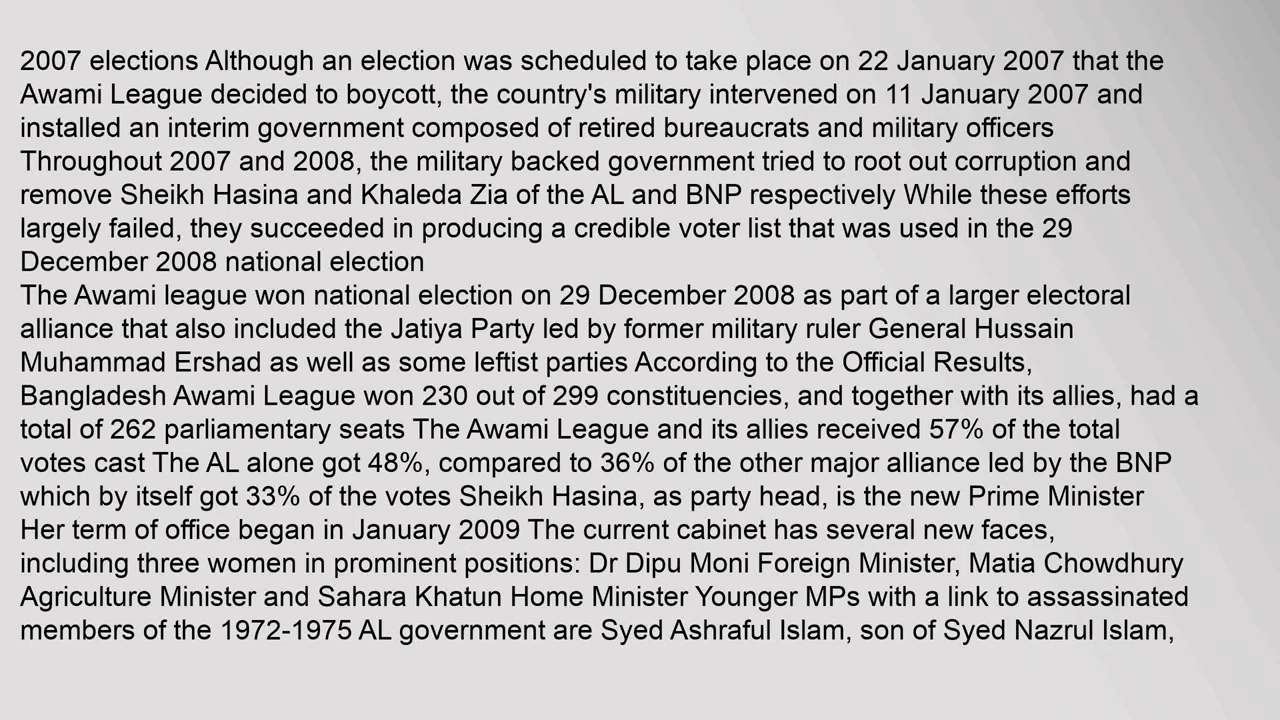 2007 elections Although an election was scheduled to take place on 22 January 2007 that the
Awami League decided to boycott, the country's military intervened on 11 January 2007 and
installed an interim government composed of retired bureaucrats and military officers
Throughout 2007 and 2008, the military backed government tried to root out corruption and
remove Sheikh Hasina and Khaleda Zia of the AL and BNP respectively While these efforts
largely failed, they succeeded in producing a credible voter list that was used in the 29
December 2008 national election
The Awami league won national election on 29 December 2008 as part of a larger electoral
alliance that also included the Jatiya Party led by former military ruler General Hussain
Muhammad Ershad as well as some leftist parties According to the Official Results,
Bangladesh Awami League won 230 out of 299 constituencies, and together with its allies, had a
total of 262 parliamentary seats The Awami League and its allies received 57% of the total
votes cast The AL alone got 48%, compared to 36% of the other major alliance led by the BNP
which by itself got 33% of the votes Sheikh Hasina, as party head, is the new Prime Minister
Her term of office began in January 2009 The current cabinet has several new faces,
including three women in prominent positions: Dr Dipu Moni Foreign Minister, Matia Chowdhury
Agriculture Minister and Sahara Khatun Home Minister Younger MPs with a link to assassinated
members of the 1972-1975 AL government are Syed Ashraful Islam, son of Syed Nazrul Islam,